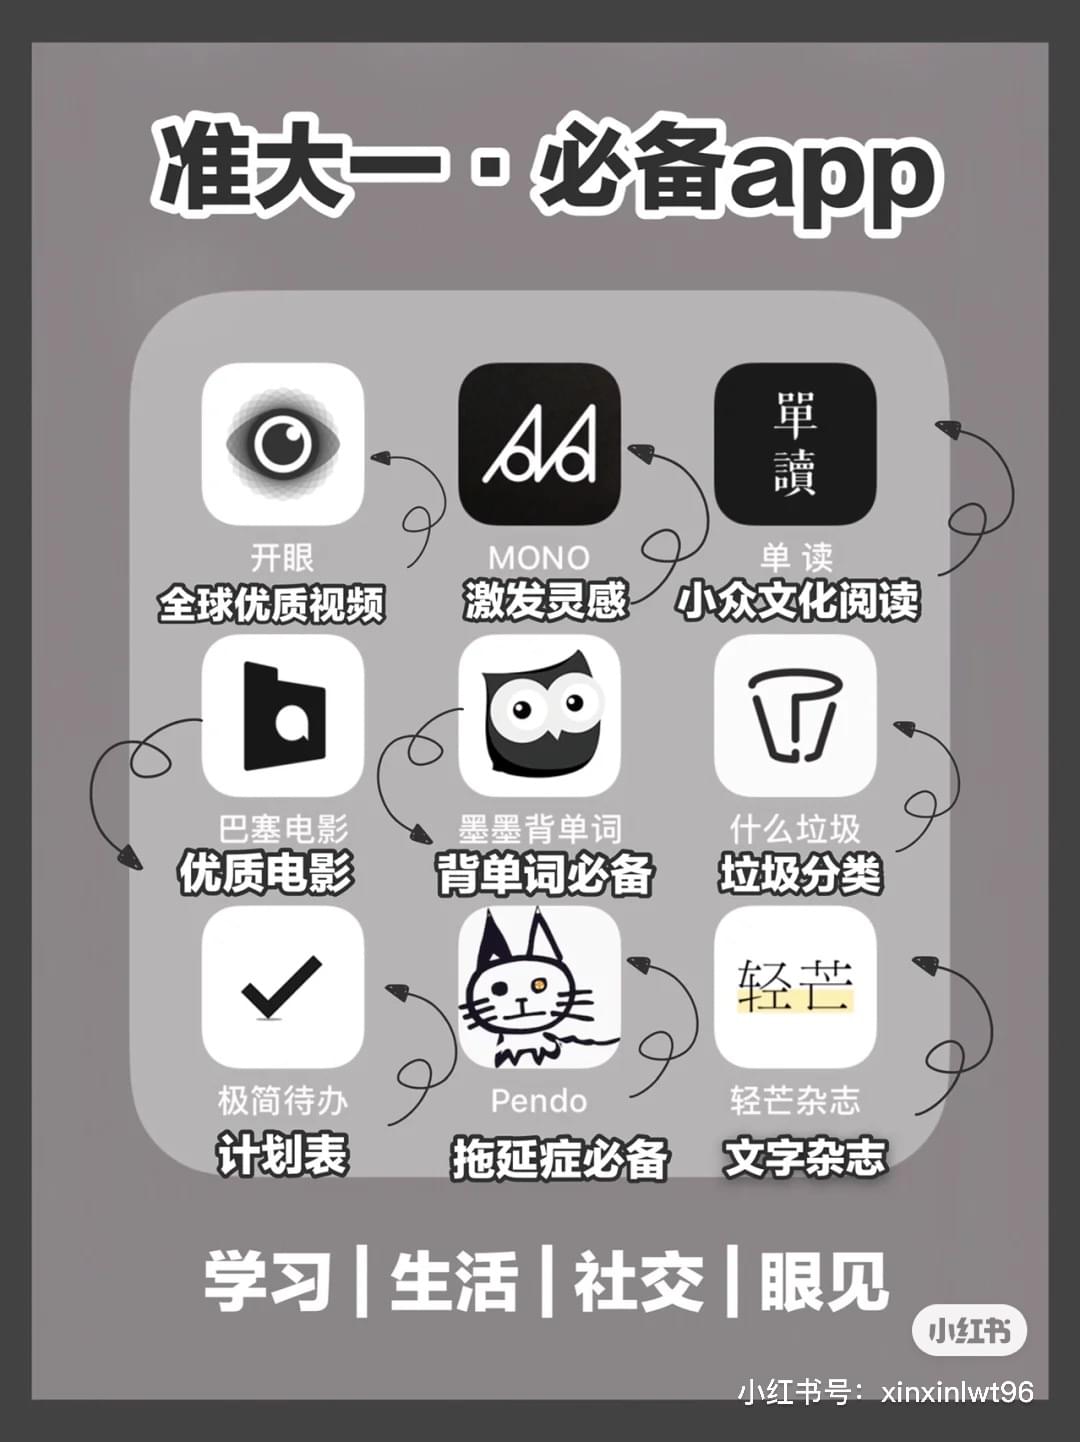 准大一·必备app
單
讀
开眼
MONO
单 读
全球优质视频
激发灵感
小众文化阅读
巴塞电影
墨墨背单词
什么垃圾
优质电影
背单词必备
垃圾分类
轻芒
极简待办
Pendo
轻芒杂志
计划表
拖延症必备
文字杂志
学习|生活|社交|眼见
小红书
小红书号：xinxinlwt96